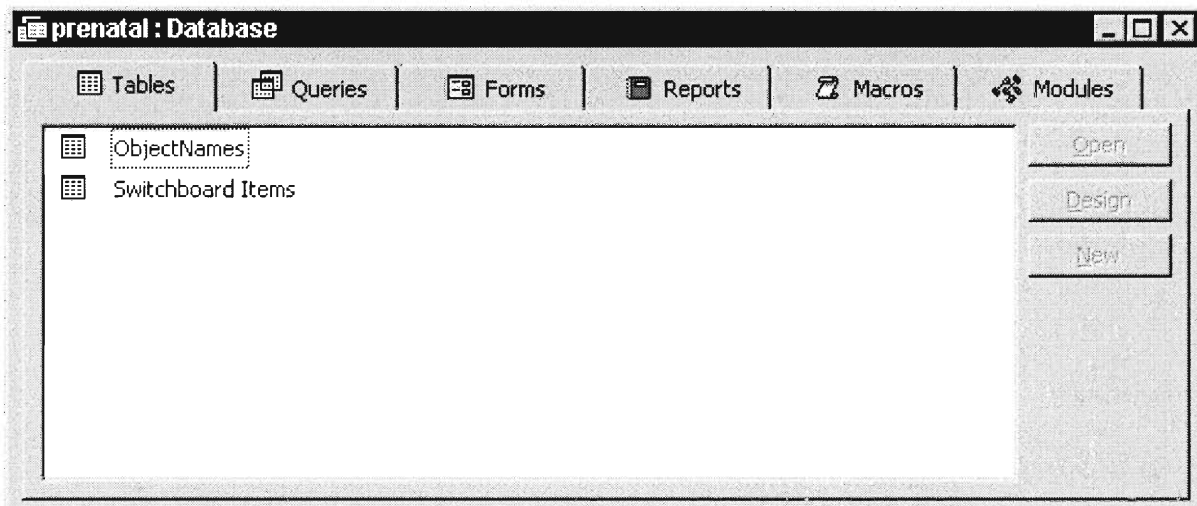 prenatal : Database
Tables Queries Forms Reports Macros Modules
ObjectNames Open
Switchboard Items Design
New